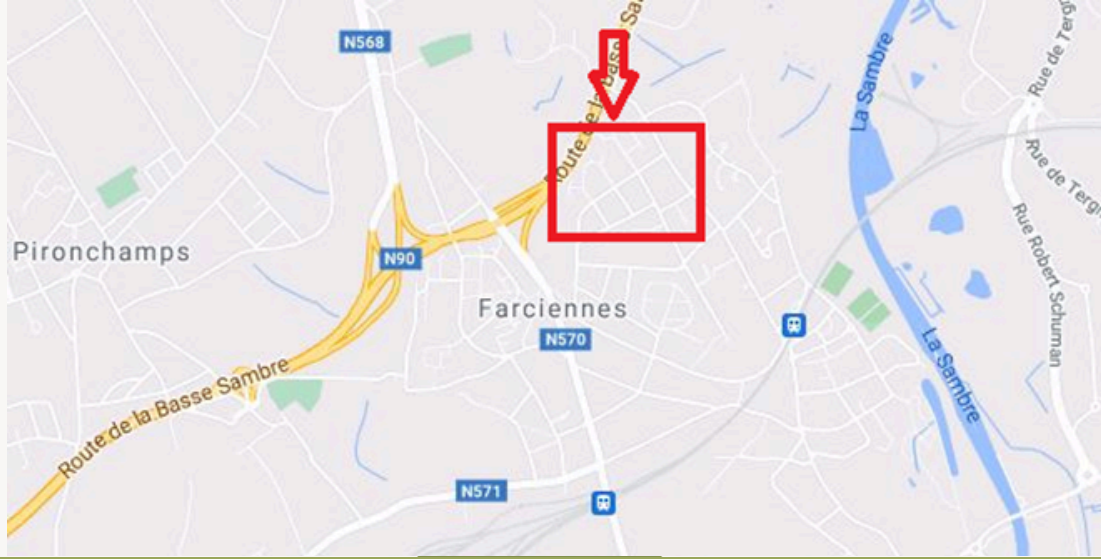 N568
Route de la Basse Sa
La Sambre
Rue de Terg
Rue de Tergn
Pironchamps
N90
Rue Robert Schuman
Farciennes
N570
La Sambre
Route de la Basse Sambre
N571